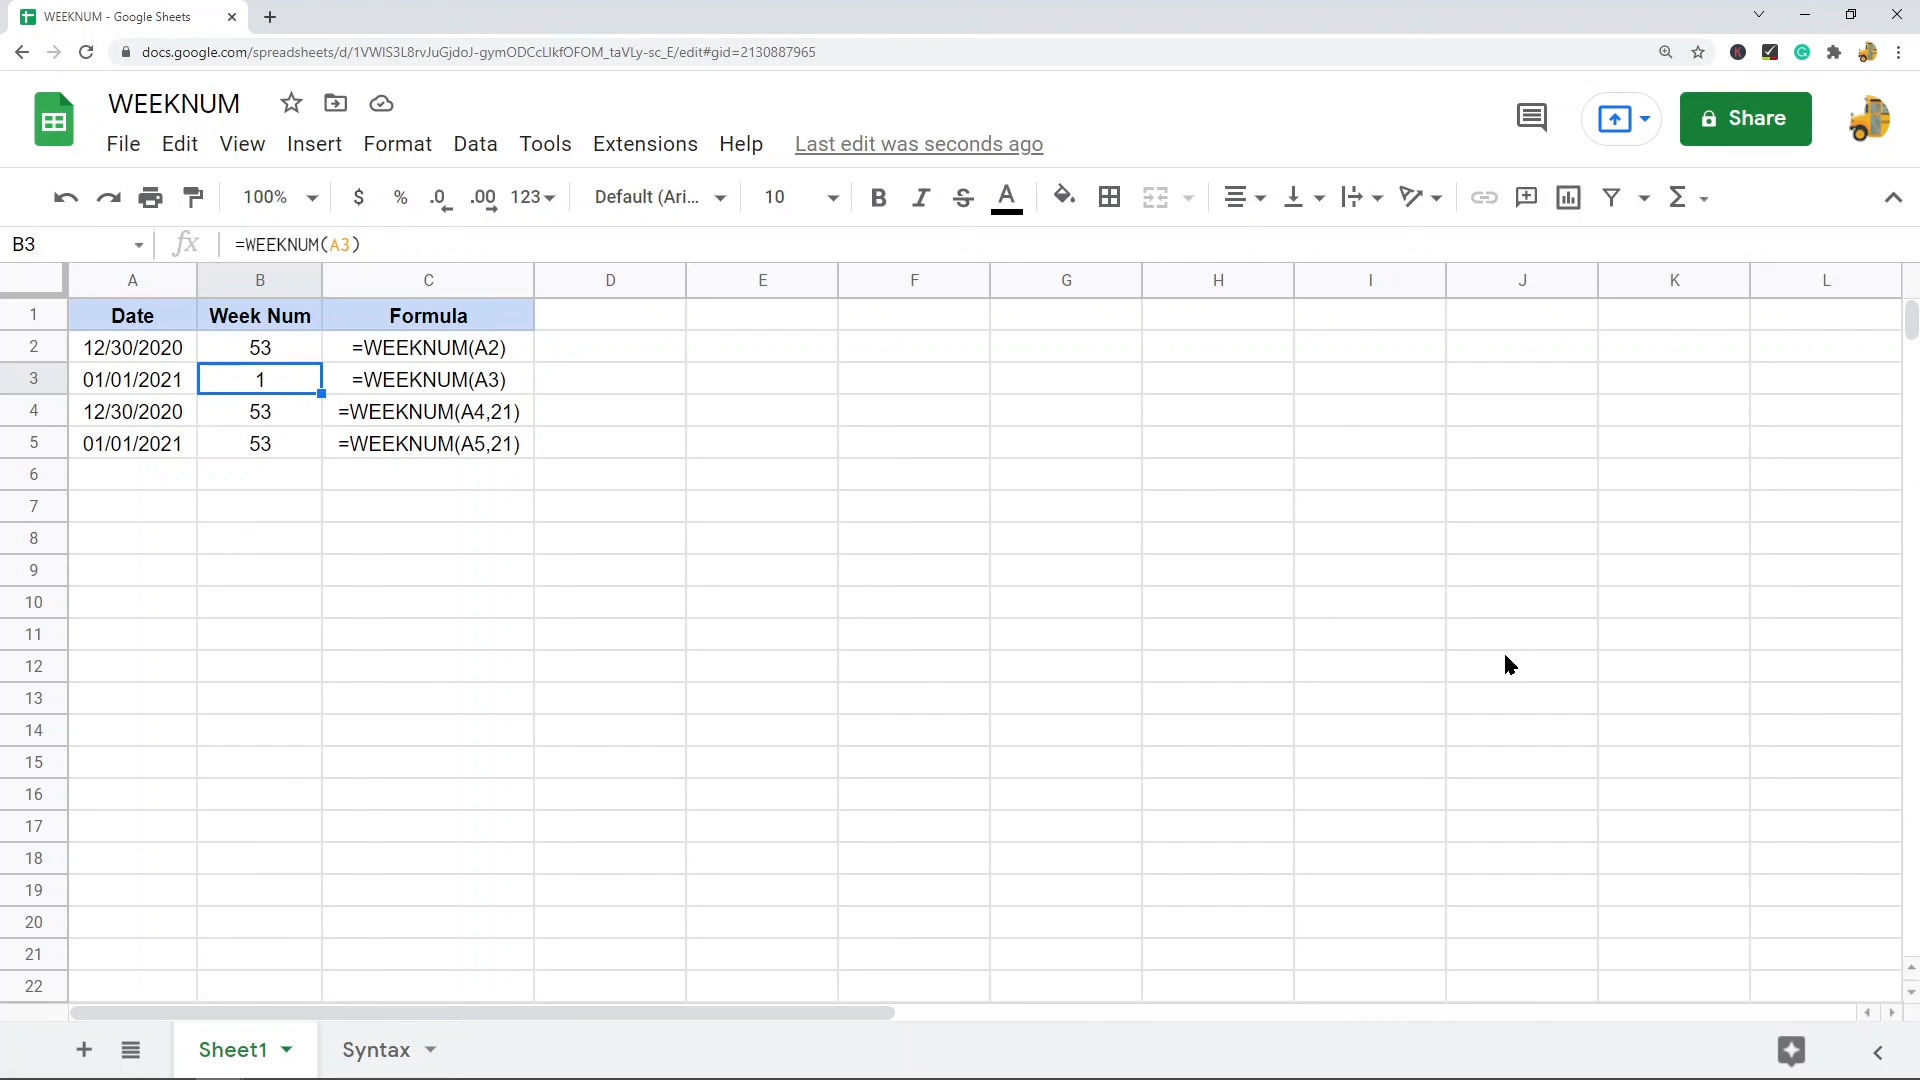 WEEKNUM - Google Sheets
docs.google.com/spreadsheets/d/1VWIS3L8rvJuGjdoJ-gymODCcLIkfOFOM_taVLy-sc_E/edit#gid=2130887965
WEEKNUM
File Edit View Insert Format Data Tools Extensions Help Last edit was seconds ago
Share
100% $ % .0 .00 123 Default (Ari... 10 B I S A Σ
B3 fx =WEEKNUM(A3)
A B C D E F G H I J K L
1 Date Week Num Formula
2 12/30/2020 53 =WEEKNUM(A2)
3 01/01/2021 1 =WEEKNUM(A3)
4 12/30/2020 53 =WEEKNUM(A4,21)
5 01/01/2021 53 =WEEKNUM(A5,21)
6
7
8
9
10
11
12
13
14
15
16
17
18
19
20
21
22
+ Sheet1 Syntax